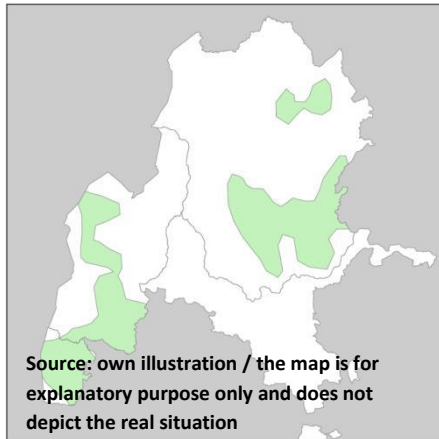 Source: own illustration / the map is for
explanatory purpose only and does not
depict the real situation